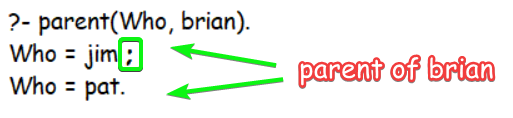 ?- parent(Who, brian).
Who = jim ;
Who = pat.
parent of brian